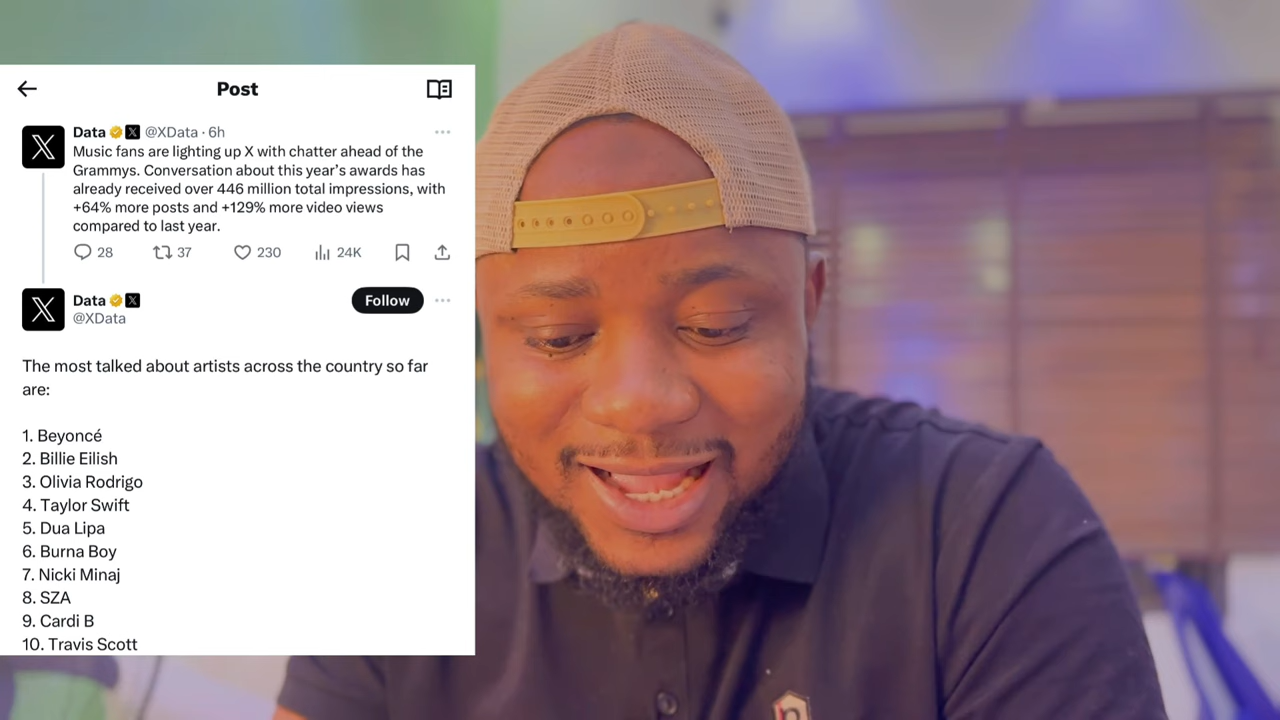 Post
Data @XData · 6h
Music fans are lighting up X with chatter ahead of the
Grammys. Conversation about this year’s awards has
already received over 446 million total impressions, with
+64% more posts and +129% more video views
compared to last year.
28 37 230 24K
Data
Follow
@XData
The most talked about artists across the country so far
are:
1. Beyoncé
2. Billie Eilish
3. Olivia Rodrigo
4. Taylor Swift
5. Dua Lipa
6. Burna Boy
7. Nicki Minaj
8. SZA
9. Cardi B
10. Travis Scott